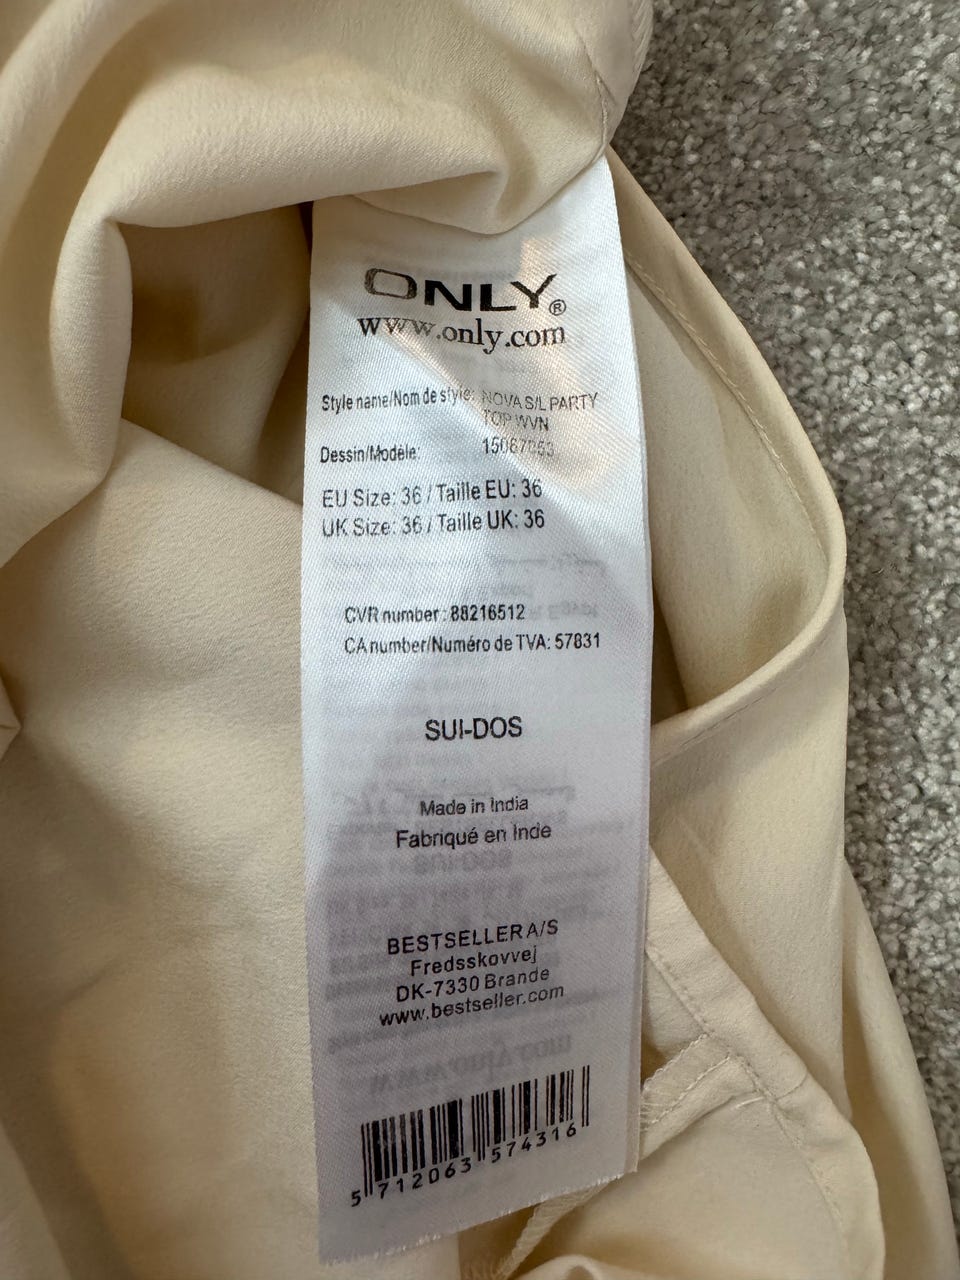 ONLY®
www.only.com
Style name/Nom de style: NOVA S/L PARTY
TOP WVN
Dessin/Modèle:
EU Size: 36 / Taille EU: 36
UK Size: 36 / Taille UK: 36
CVR number: 88216512
CA number/Numéro de TVA: 57831
SUI-DOS
Made in India
Fabriqué en Inde
BESTSELLER A/S
Fredsskovvej
DK-7330 Brande
www.bestseller.com
5 712063 574316